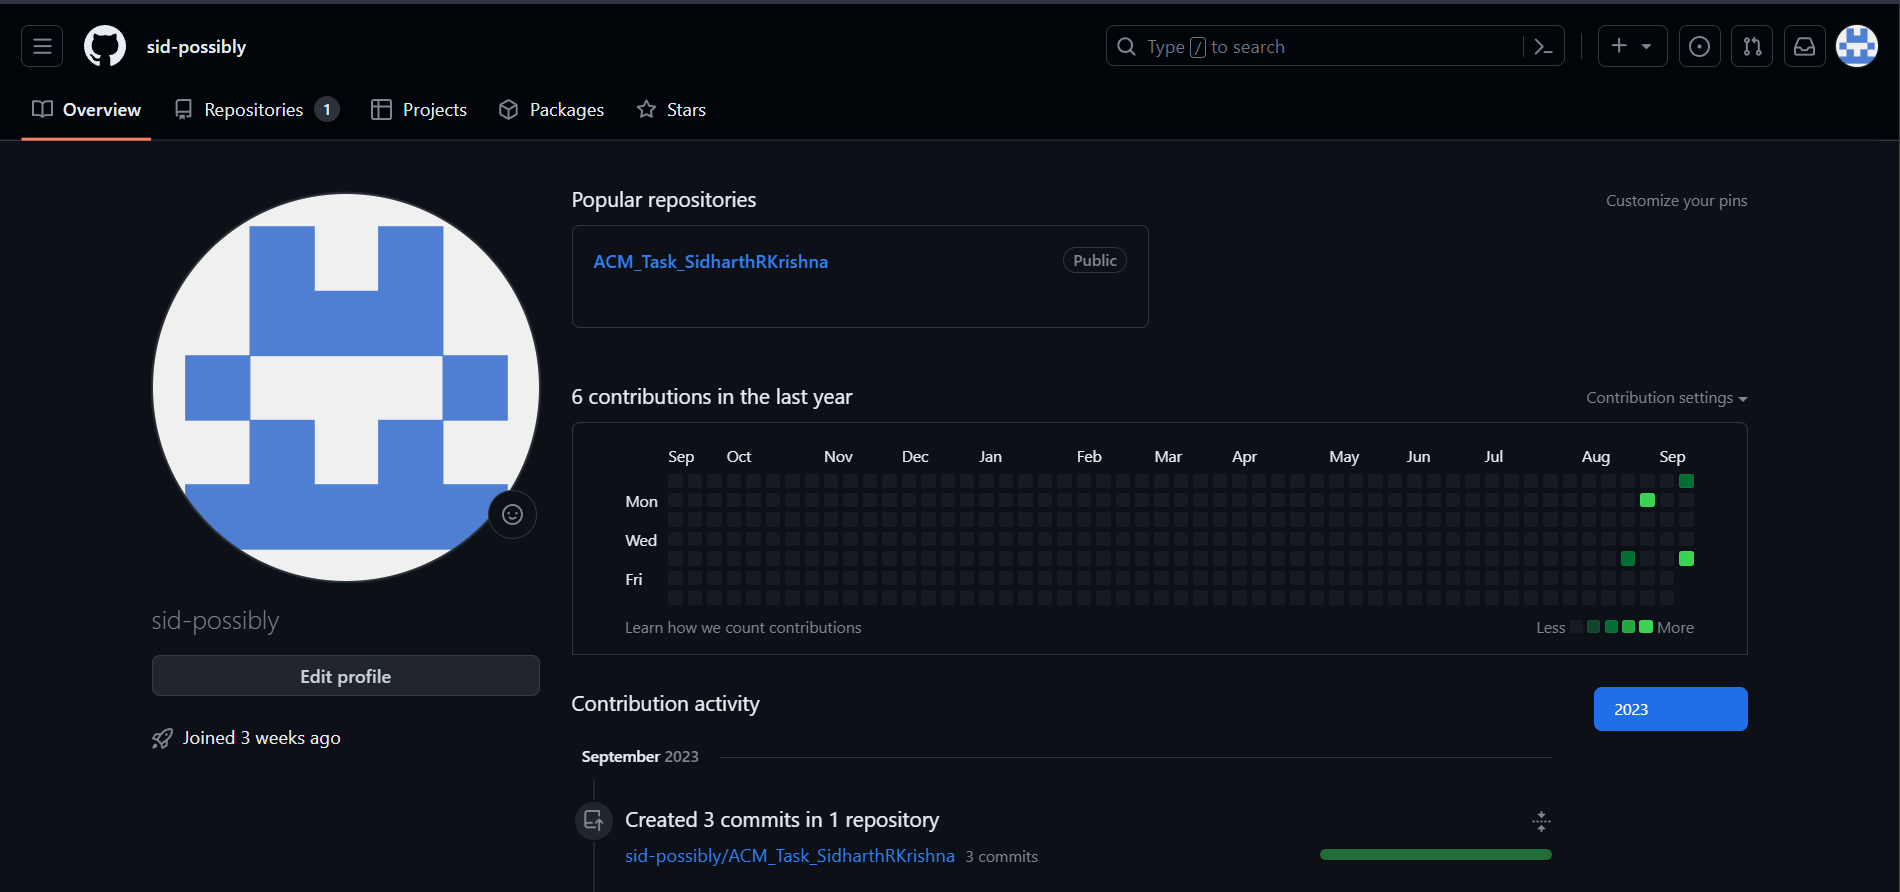 sid-possibly
Type / to search
Overview Repositories 1 Projects Packages Stars
Popular repositories
Customize your pins
ACM_Task_SidharthRKrishna
Public
6 contributions in the last year
Contribution settings
Sep Oct Nov Dec Jan Feb Mar Apr May Jun Jul Aug Sep
Mon
Wed
Fri
Learn how we count contributions
Less More
sid-possibly
Edit profile
Joined 3 weeks ago
Contribution activity
2023
September 2023
Created 3 commits in 1 repository
sid-possibly/ACM_Task_SidharthRKrishna 3 commits